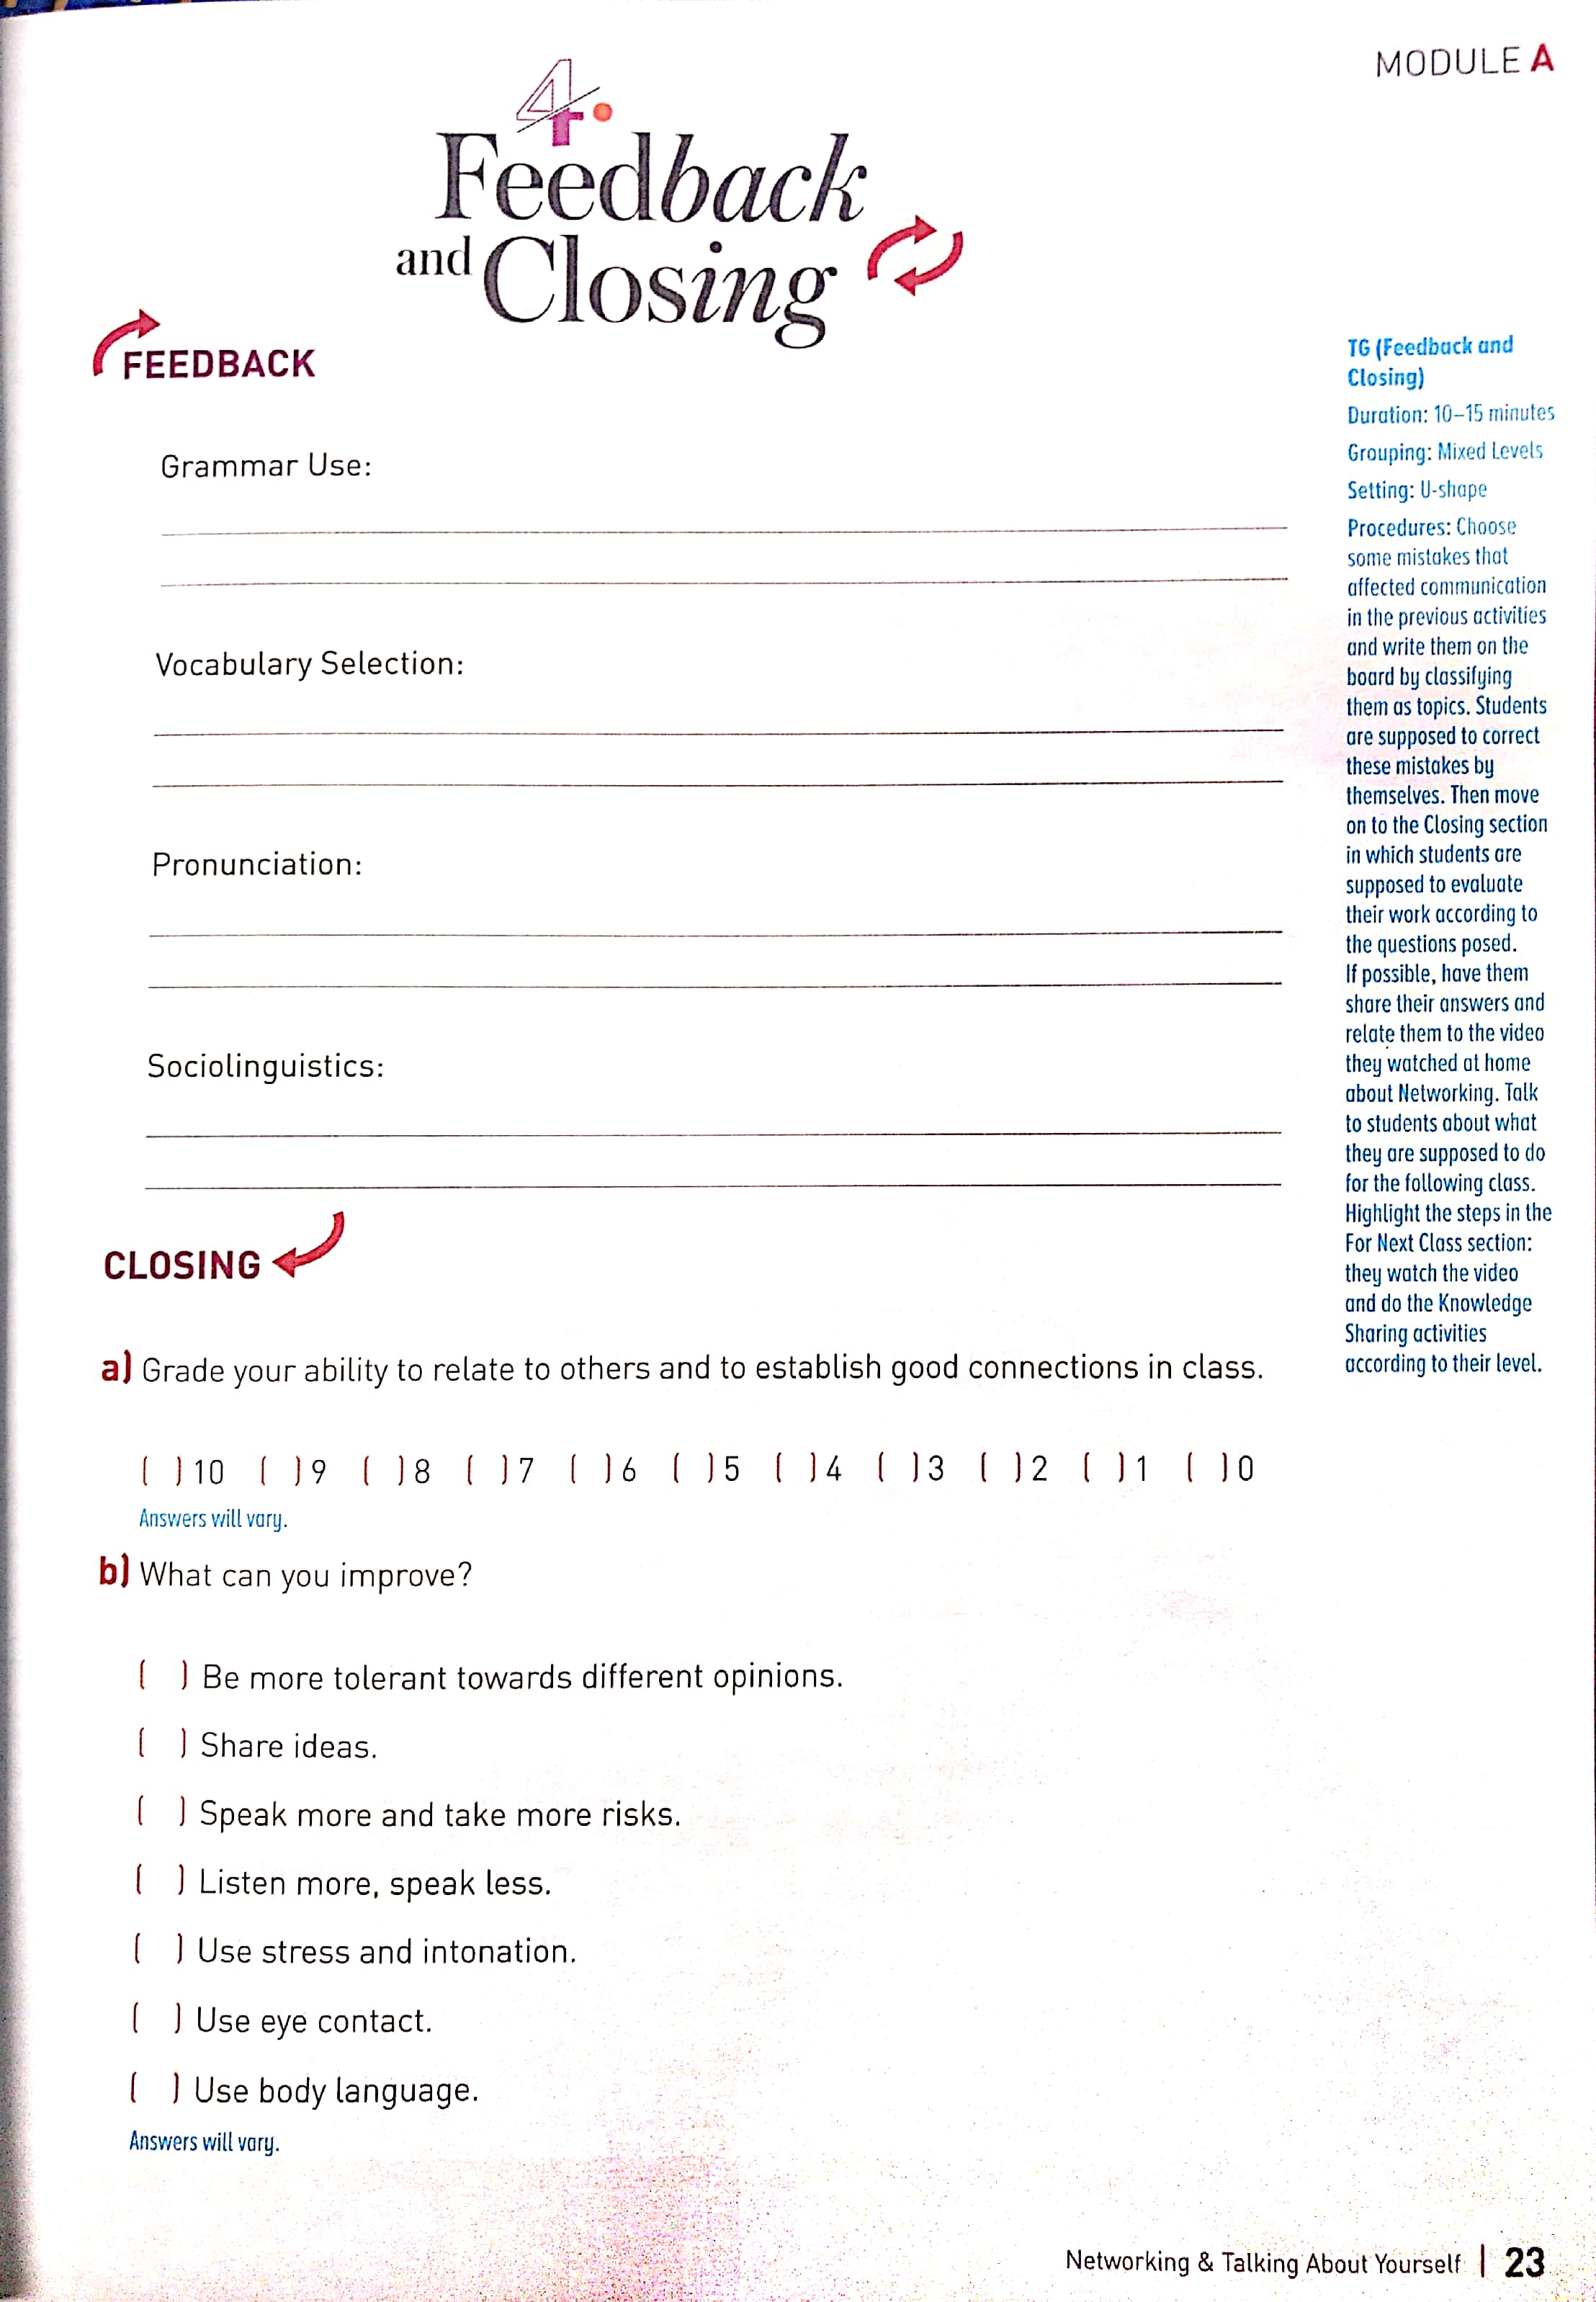 MODULE A
4.
Feedback
and Closing
FEEDBACK
Grammar Use:
Vocabulary Selection:
Pronunciation:
Sociolinguistics:
CLOSING
a) Grade your ability to relate to others and to establish good connections in class.
( ) 10 ( ) 9 ( ) 8 ( ) 7 ( ) 6 ( ) 5 ( ) 4 ( ) 3 ( ) 2 ( ) 1 ( ) 0
Answers will vary.
b) What can you improve?
( ) Be more tolerant towards different opinions.
( ) Share ideas.
( ) Speak more and take more risks.
( ) Listen more, speak less.
( ) Use stress and intonation.
( ) Use eye contact.
( ) Use body language.
Answers will vary.
TG (Feedback and
Closing)
Duration: 10–15 minutes
Grouping: Mixed Levels
Setting: U-shape
Procedures: Choose
some mistakes that
affected communication
in the previous activities
and write them on the
board by classifying
them as topics. Students
are supposed to correct
these mistakes by
themselves. Then move
on to the Closing section
in which students are
supposed to evaluate
their work according to
the questions posed.
If possible, have them
share their answers and
relate them to the video
they watched at home
about Networking. Talk
to students about what
they are supposed to do
for the following class.
Highlight the steps in the
For Next Class section:
they watch the video
and do the Knowledge
Sharing activities
according to their level.
Networking & Talking About Yourself | 23